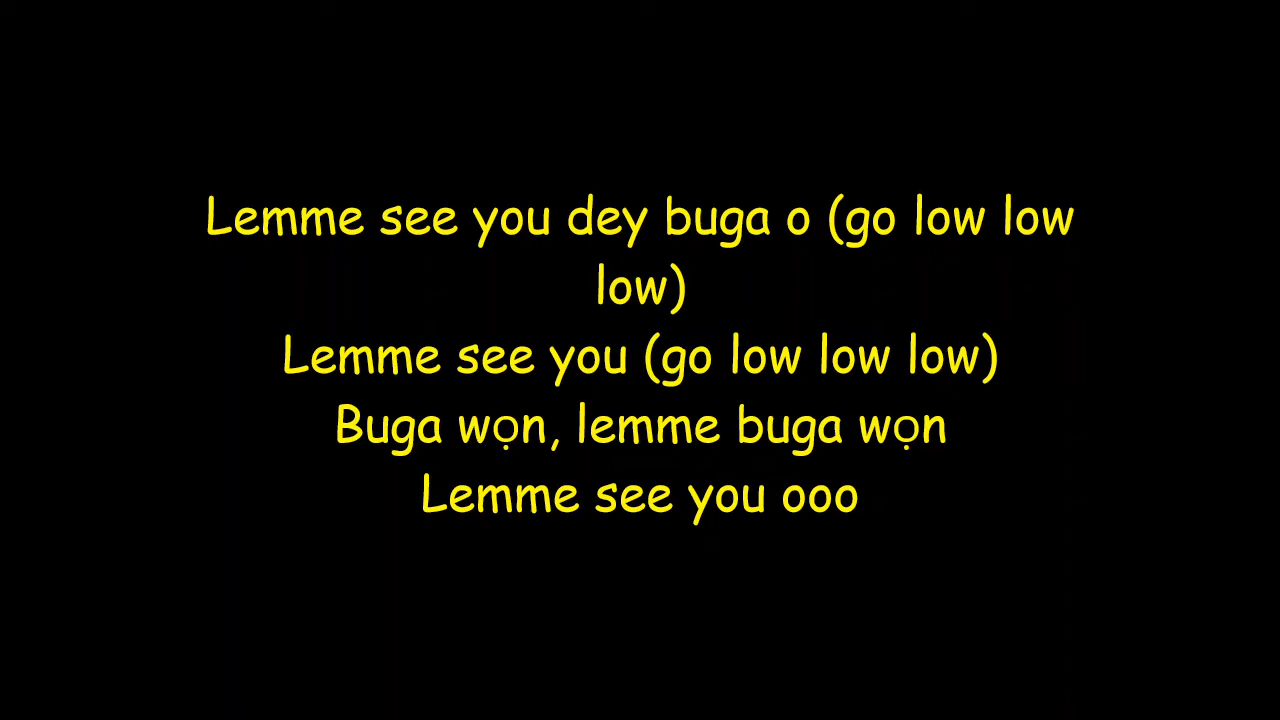 Lemme see you dey buga o (go low low
low)
Lemme see you (go low low low)
Buga wọn, lemme buga wọn
Lemme see you ooo